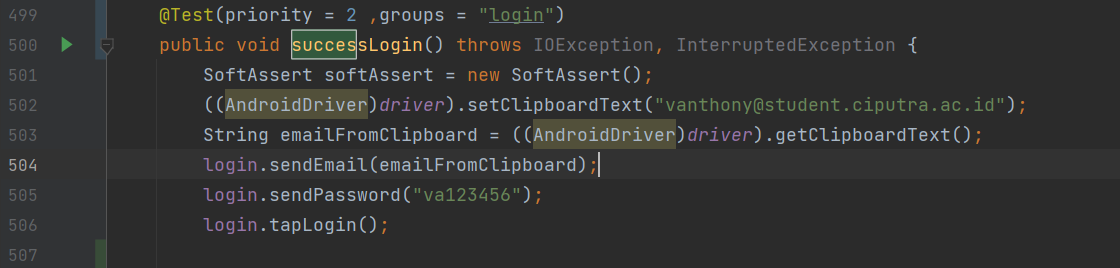 499 @Test(priority = 2 ,groups = "login")
500 public void successLogin() throws IOException, InterruptedException {
501 SoftAssert softAssert = new SoftAssert();
502 ((AndroidDriver)driver).setClipboardText("vanthony@student.ciputra.ac.id");
503 String emailFromClipboard = ((AndroidDriver)driver).getClipboardText();
504 login.sendEmail(emailFromClipboard);
505 login.sendPassword("va123456");
506 login.tapLogin();
507